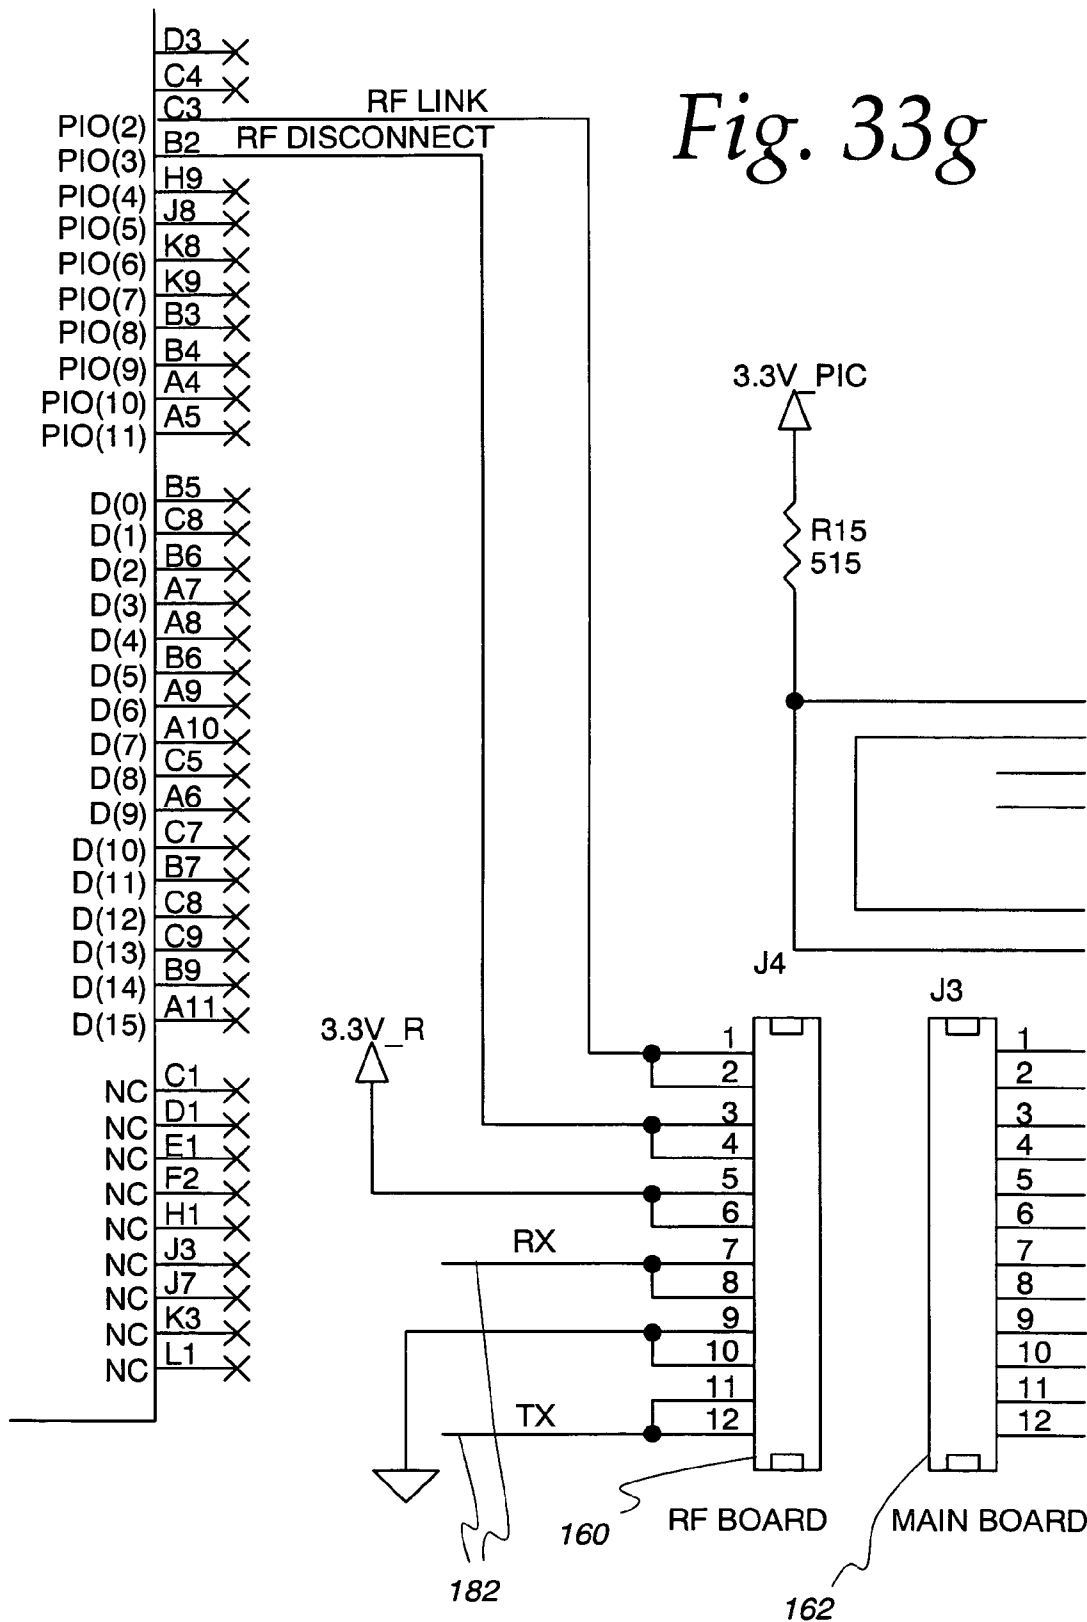 Fig. 33g
D3
C4
RF LINK
PIO(2) C3
RF DISCONNECT
PIO(3) B2
PIO(4) H9
PIO(5) J8
PIO(6) K8
PIO(7) K9
PIO(8) B3
PIO(9) B4
PIO(10) A4
PIO(11) A5
D(0) B5
D(1) C8
D(2) B6
D(3) A7
D(4) A8
D(5) B6
D(6) A9
D(7) A10
D(8) C5
D(9) A6
D(10) C7
D(11) B7
D(12) C8
D(13) C9
D(14) B9
D(15) A11
NC C1
NC D1
NC E1
NC F2
NC H1
NC J3
NC J7
NC K3
NC L1
3.3V_PIC
R15
515
3.3V_R
RX
TX
J4
1
2
3
4
5
6
7
8
9
10
11
12
J3
1
2
3
4
5
6
7
8
9
10
11
12
RF BOARD
MAIN BOARD
160
182
162